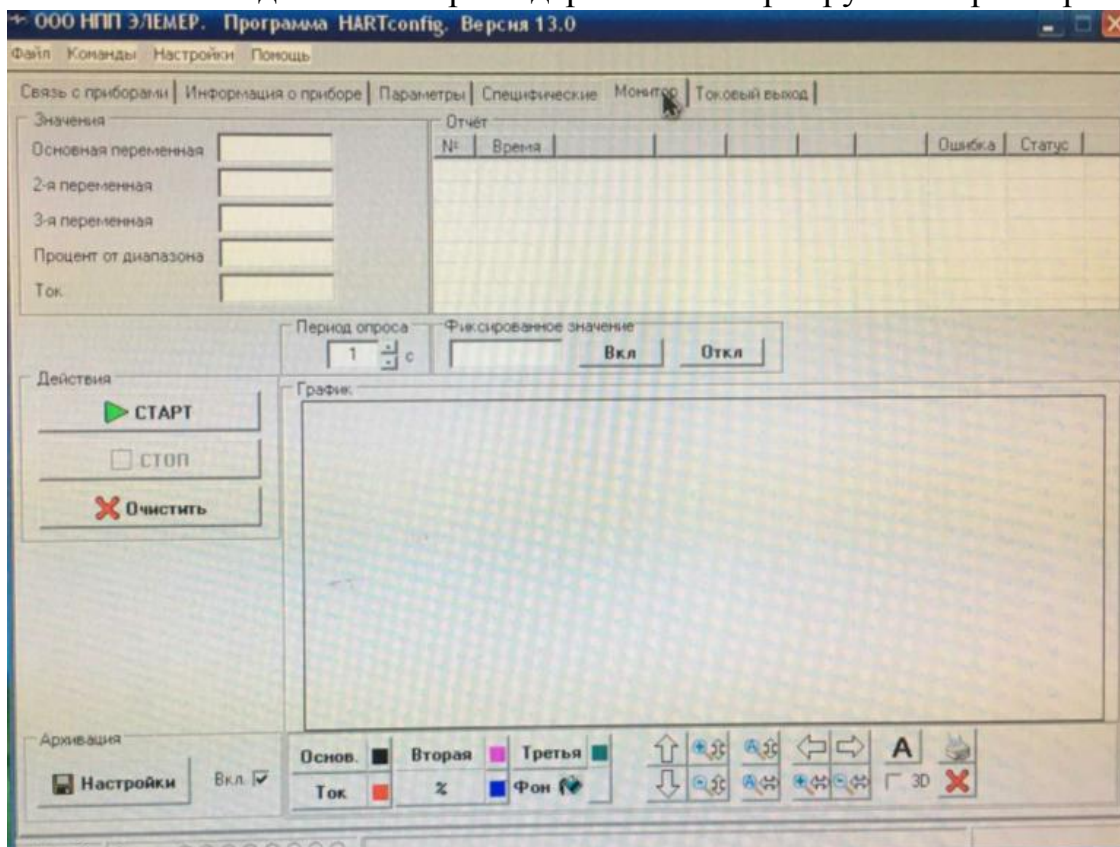 ООО НПП ЭЛЕМЕР. Программа HARTconfig. Версия 13.0
Файл Команды Настройки Помощь
Связь с приборами Информация о приборе Параметры Специфические Монитор Токовый выход
Значения
Основная переменная
2-я переменная
3-я переменная
Процент от диапазона
Ток
Отчёт
№ Время Ошибка Статус
Период опроса
1 с
Фиксированное значение
Вкл Откл
Действия
СТАРТ
СТОП
Очистить
График
Архивация
Настройки Вкл.
Основ. Вторая Третья
Ток % Фон
A
3D